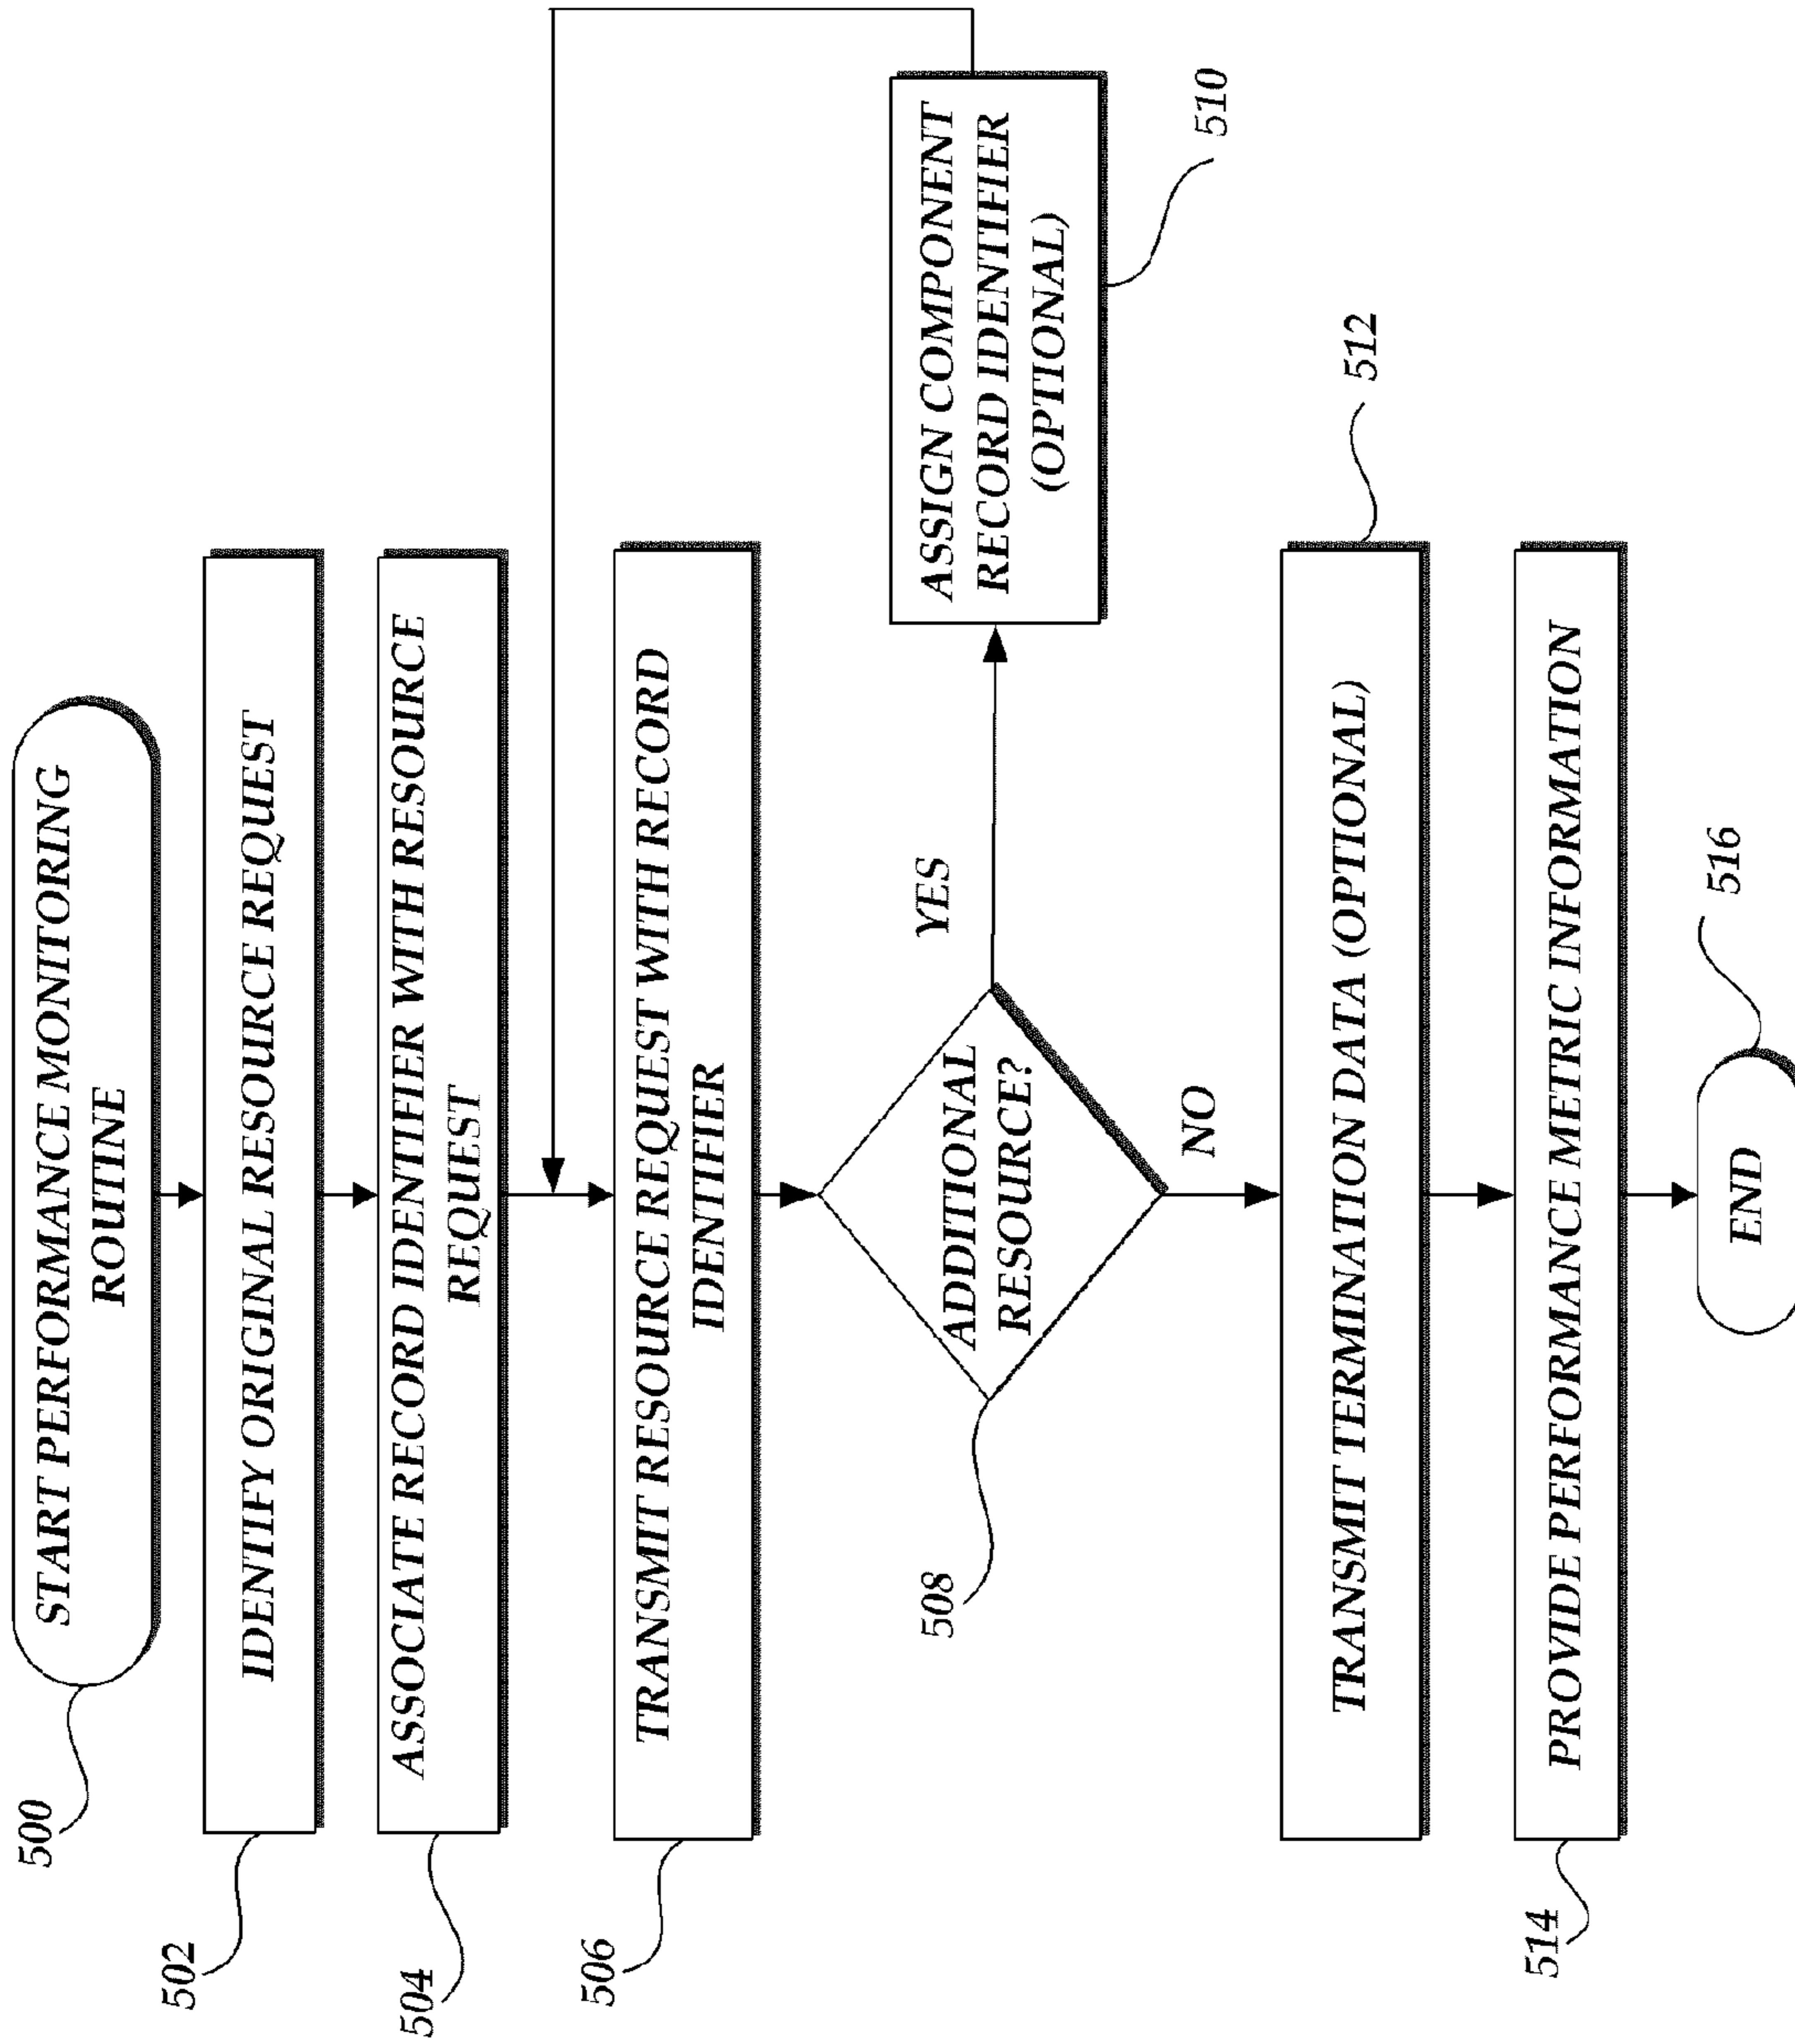 500
START PERFORMANCE MONITORING
ROUTINE
502
IDENTIFY ORIGINAL RESOURCE REQUEST
504
ASSOCIATE RECORD IDENTIFIER WITH RESOURCE
REQUEST
506
TRANSMIT RESOURCE REQUEST WITH RECORD
IDENTIFIER
508
ADDITIONAL
RESOURCE?
YES
ASSIGN COMPONENT
RECORD IDENTIFIER
(OPTIONAL)
510
NO
TRANSMIT TERMINATION DATA (OPTIONAL)
512
514
PROVIDE PERFORMANCE METRIC INFORMATION
END
516